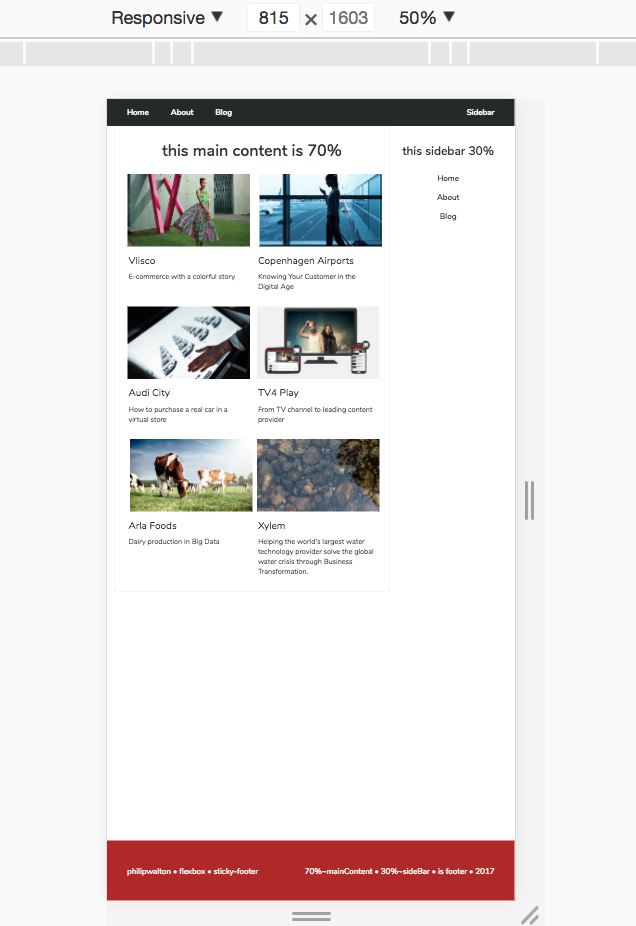 Responsive ▼ 815 × 1603 50% ▼
Home About Blog Sidebar
this main content is 70%
this sidebar 30%
Home
About
Blog
Vlisco
E-commerce with a colorful story
Copenhagen Airports
Knowing Your Customer in the
Digital Age
Audi City
How to purchase a real car in a
virtual store
TV4 Play
From TV channel to leading content
provider
Arla Foods
Dairy production in Big Data
Xylem
Helping the world's largest water
technology provider solve the global
water crisis through Business
Transformation.
philipwalton • flexbox • sticky-footer 70%~mainContent • 30%~sideBar • is footer • 2017